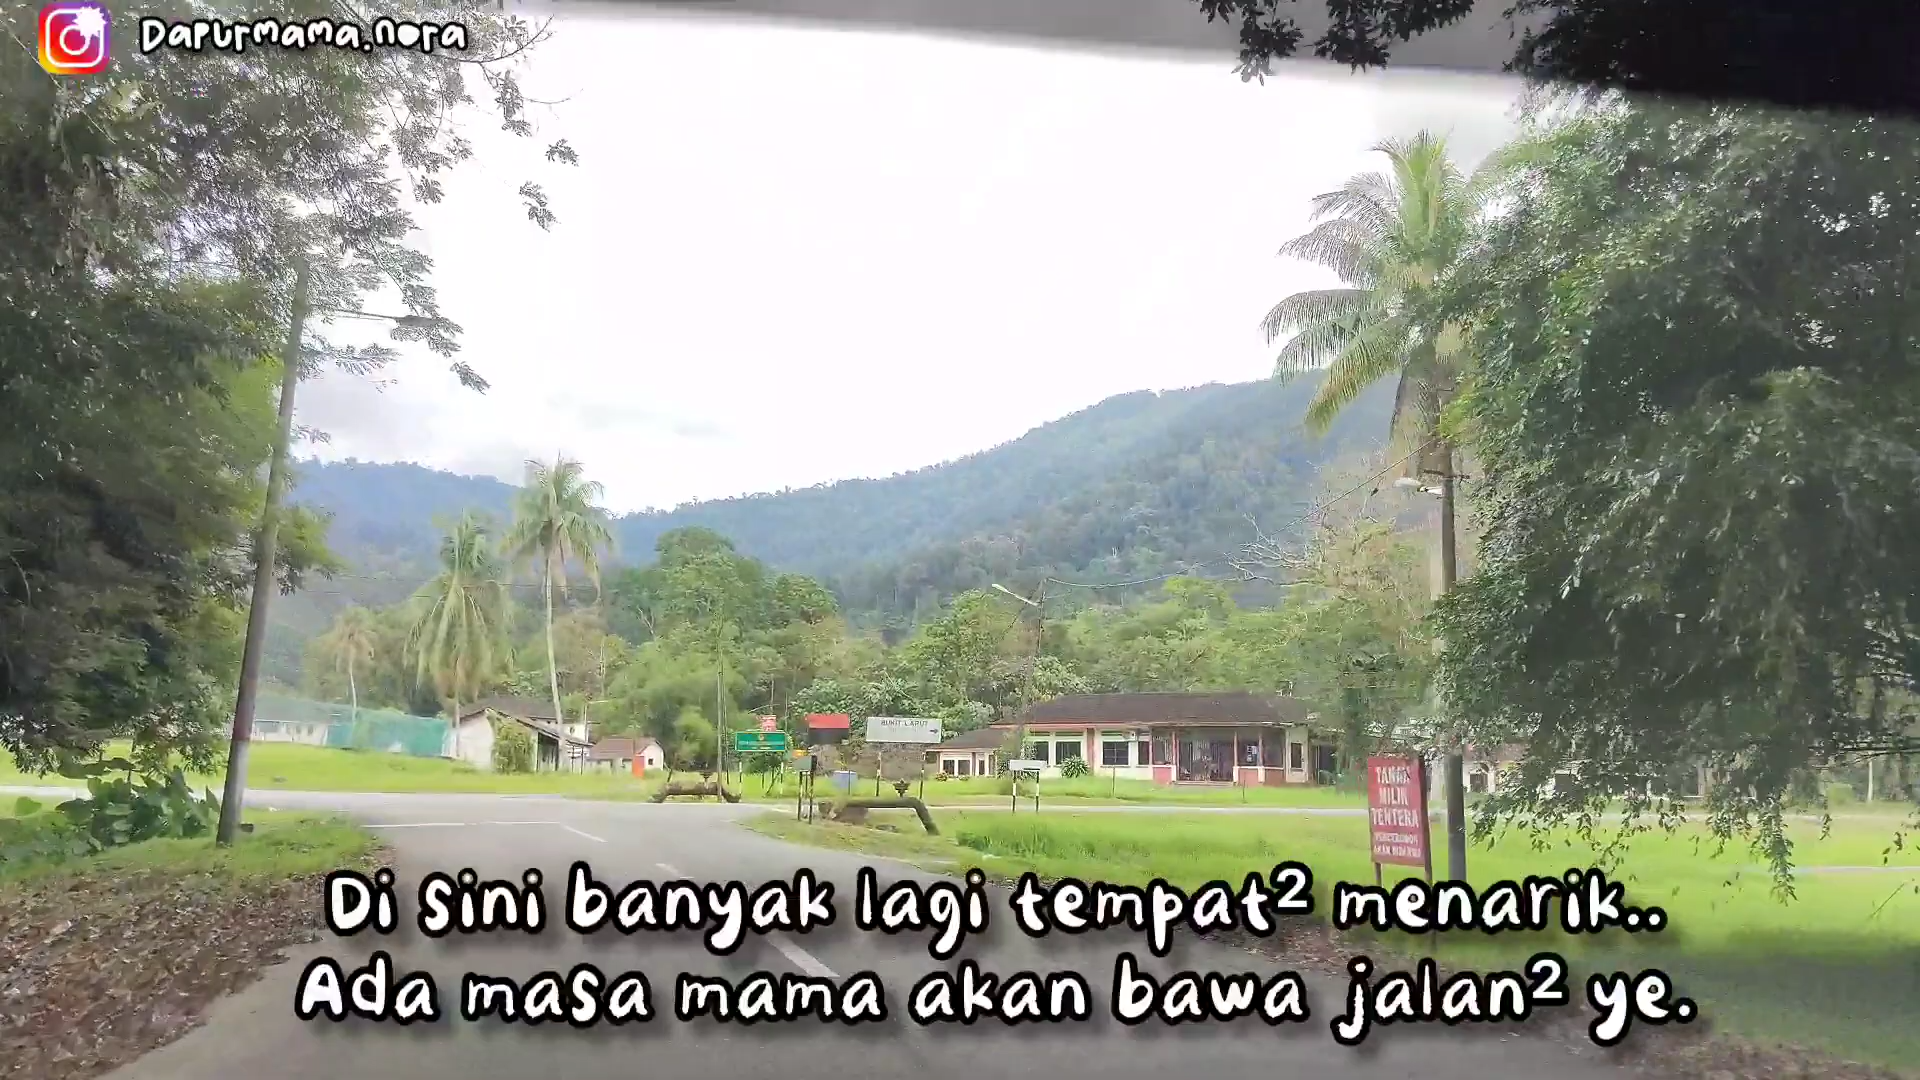 Dapurmama.nora
BUKIT LARUT
TANAH
MILIK
TENTERA
Di sini banyak lagi tempat² menarik..
Ada masa mama akan bawa jalan² ye.